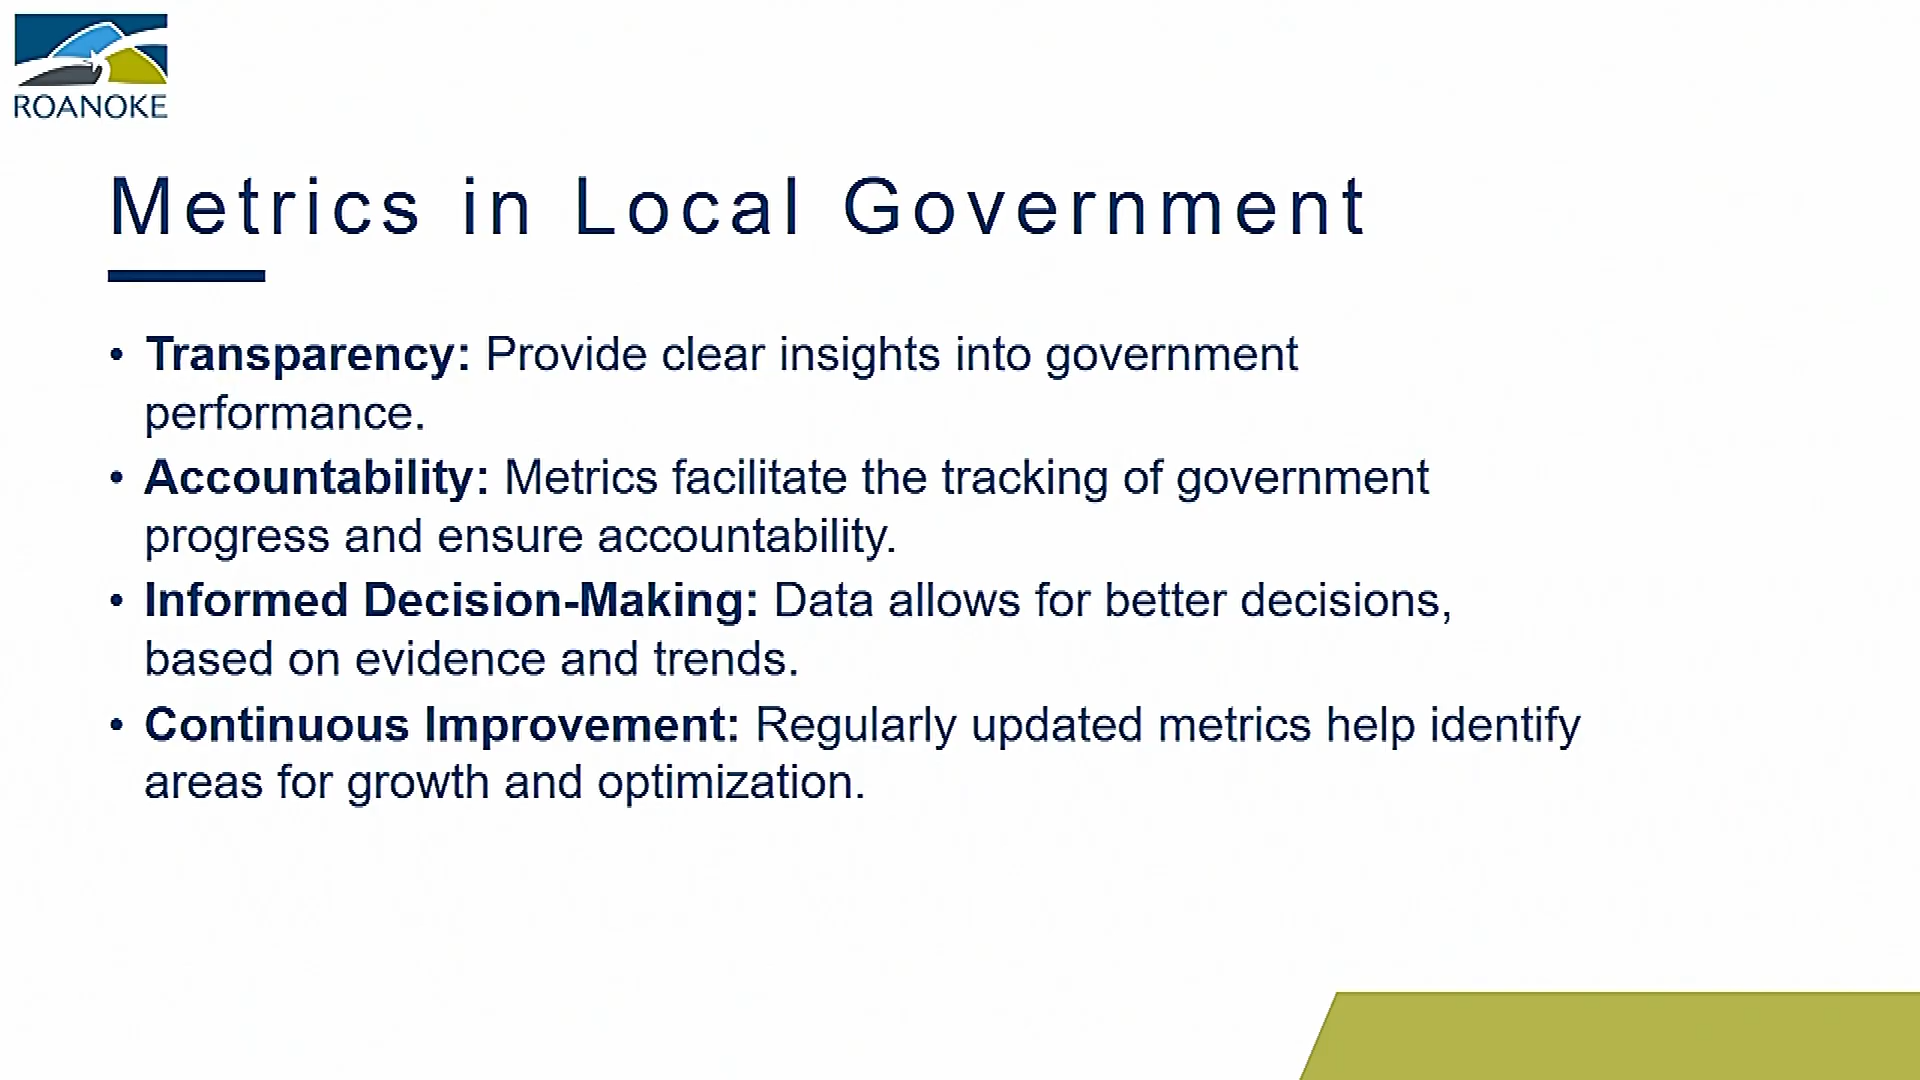 ROANOKE
Metrics in Local Government
• Transparency: Provide clear insights into government
performance.
• Accountability: Metrics facilitate the tracking of government
progress and ensure accountability.
• Informed Decision-Making: Data allows for better decisions,
based on evidence and trends.
• Continuous Improvement: Regularly updated metrics help identify
areas for growth and optimization.